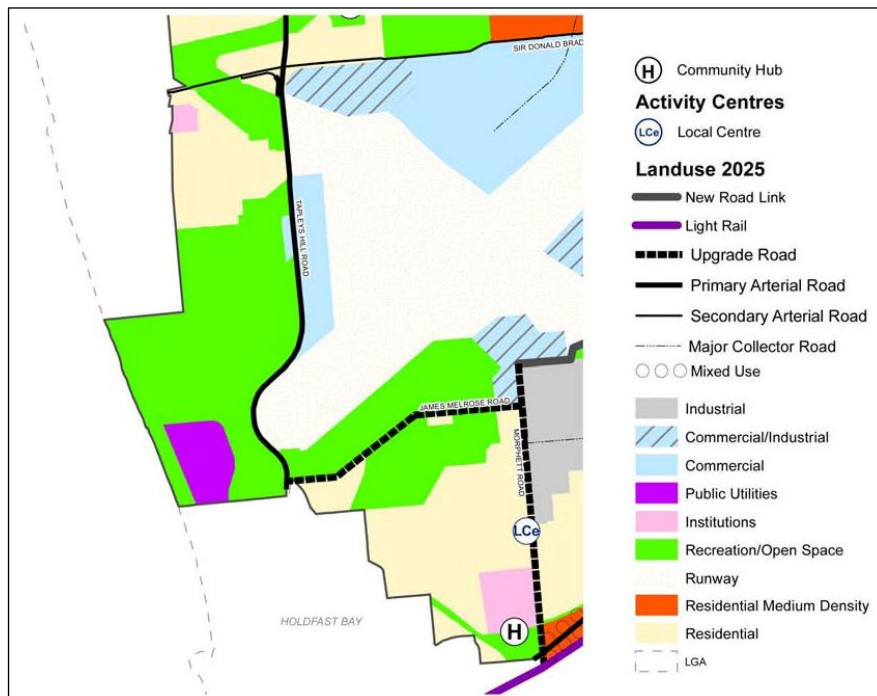 SIR DONALD BRAD
TAPLEYS HILL ROAD
JAMES MELROSE ROAD
MORPHETT ROAD
LCe
H
HOLDFAST BAY
H Community Hub
Activity Centres
LCe Local Centre
Landuse 2025
New Road Link
Light Rail
Upgrade Road
Primary Arterial Road
Secondary Arterial Road
Major Collector Road
Mixed Use
Industrial
Commercial/Industrial
Commercial
Public Utilities
Institutions
Recreation/Open Space
Runway
Residential Medium Density
Residential
LGA